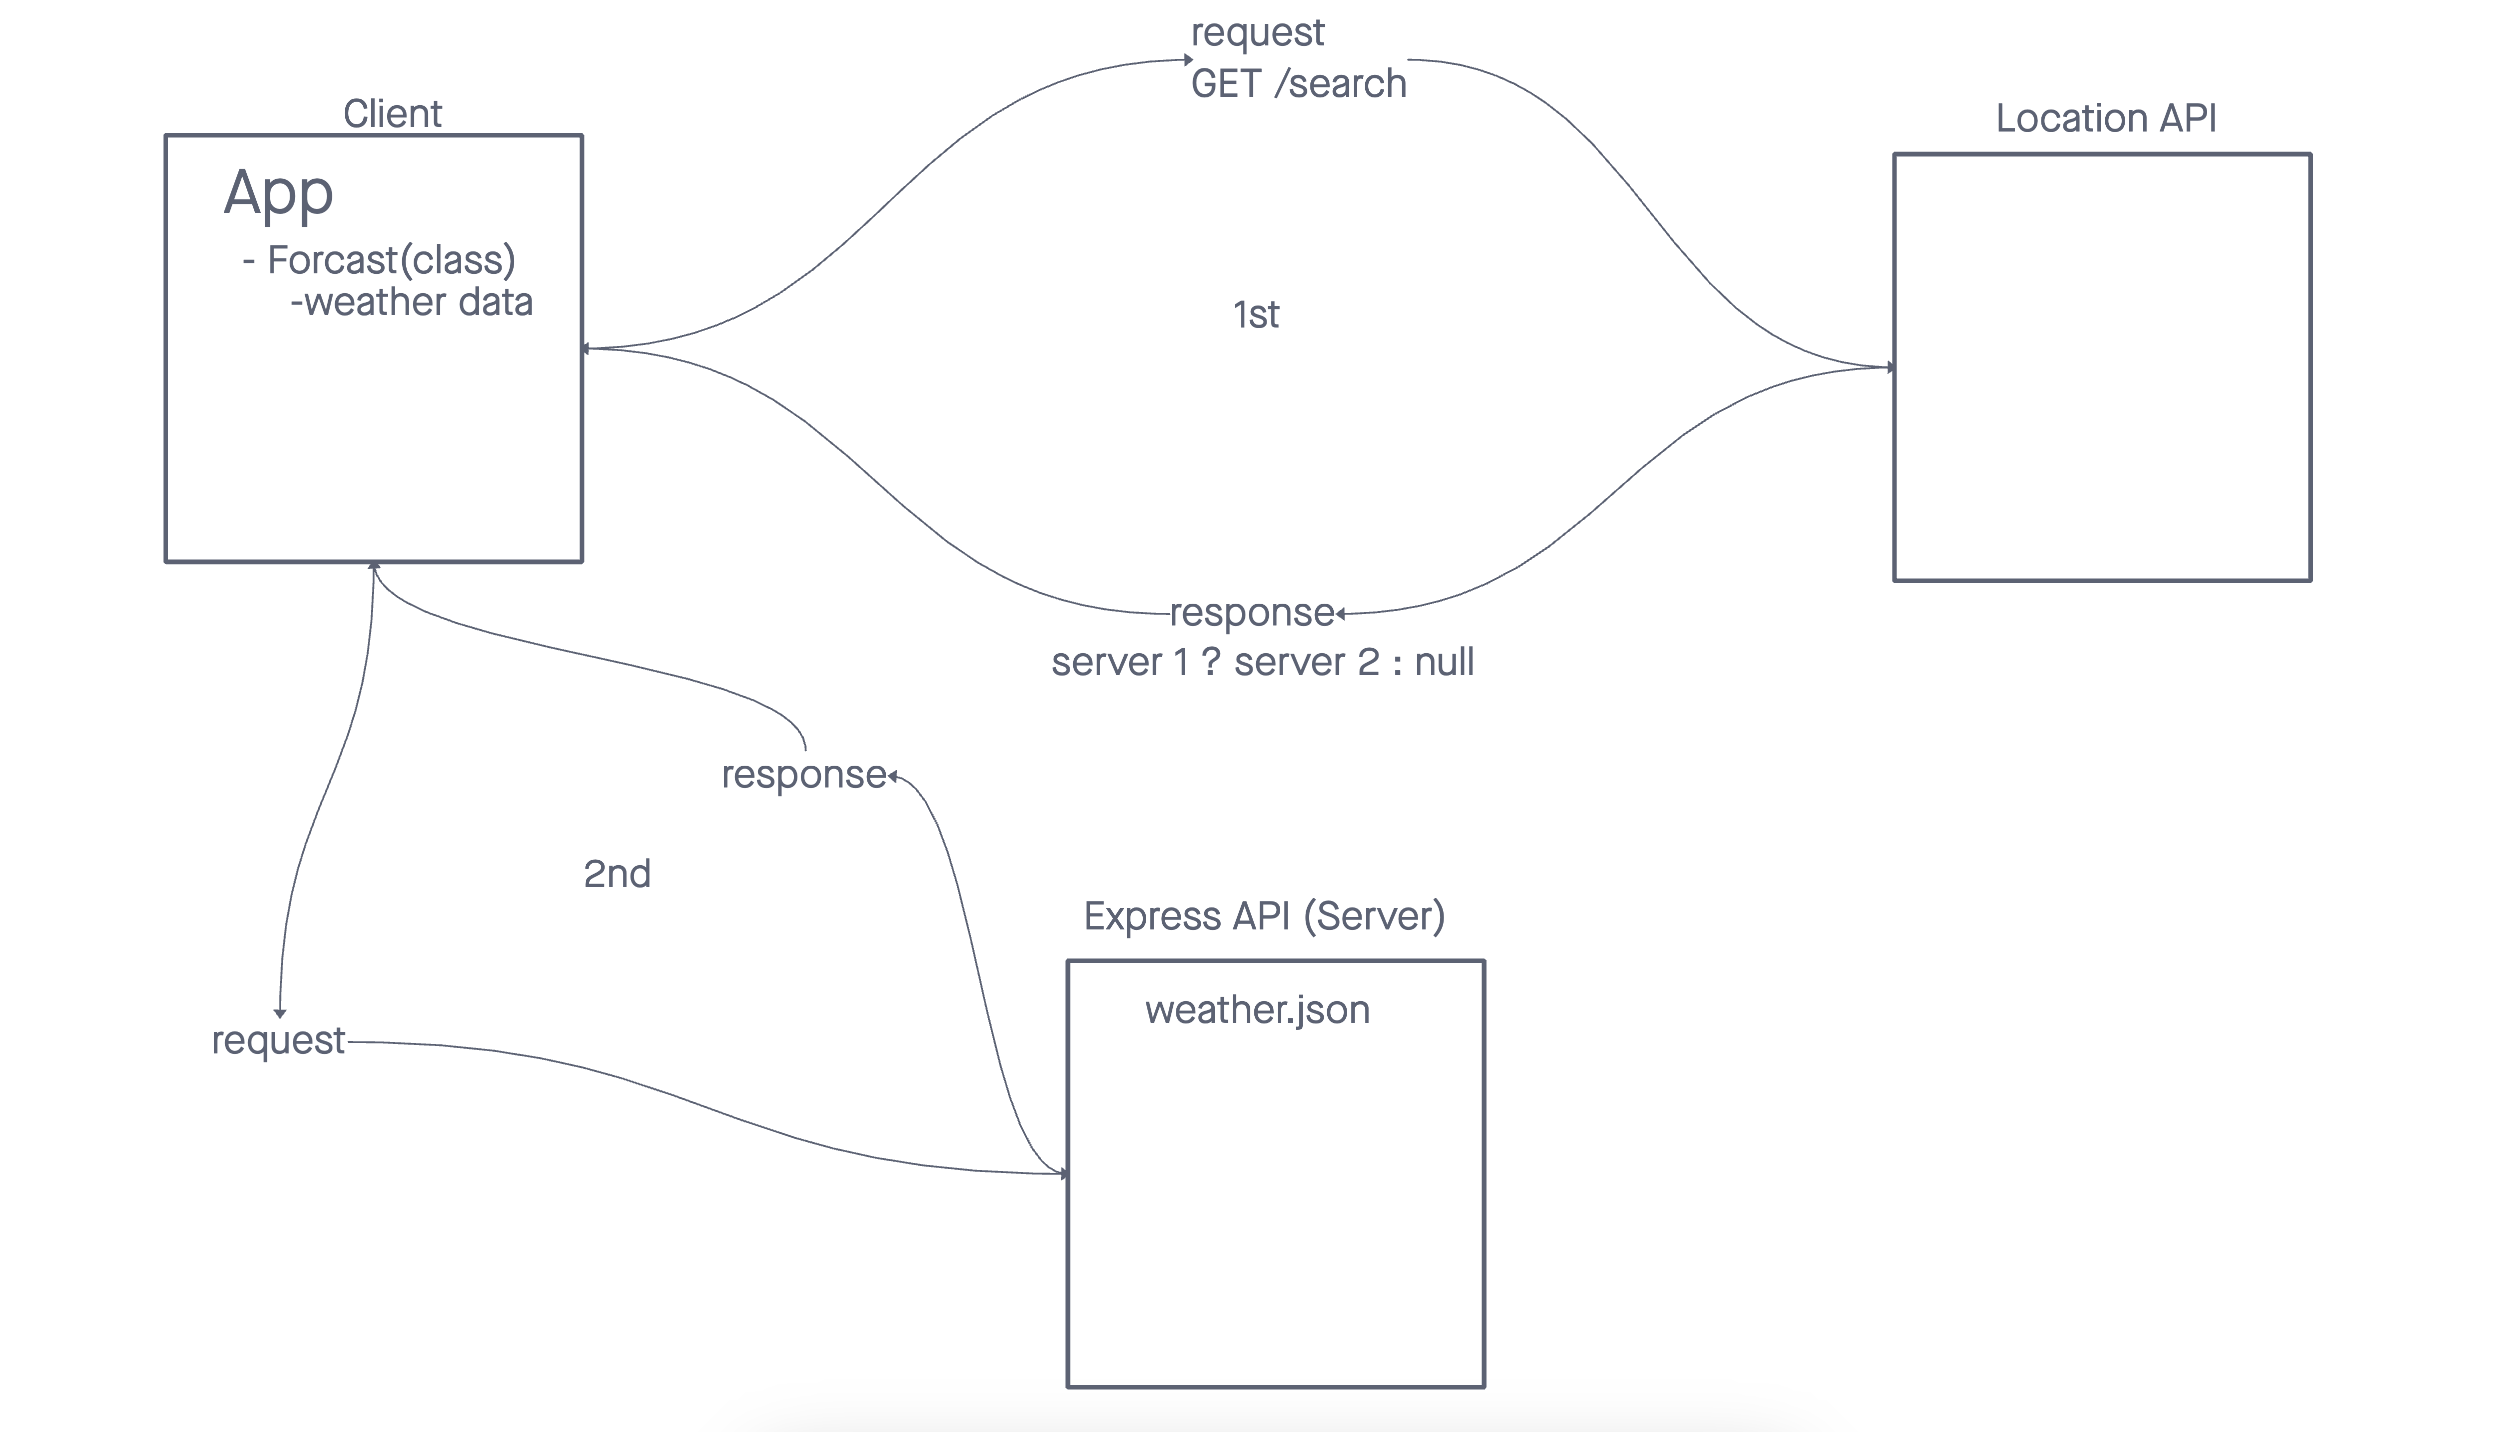 request
GET /search
Client
Location API
App
- Forcast(class)
-weather data
1st
response
server 1 ? server 2 : null
response
2nd
Express API (Server)
weather.json
request